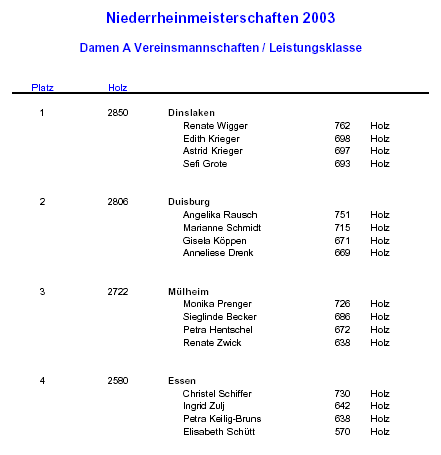 Niederrheinmeisterschaften 2003
Damen A Vereinsmannschaften / Leistungsklasse
Platz Holz
1 2850 Dinslaken
Renate Wigger 762 Holz
Edith Krieger 698 Holz
Astrid Krieger 697 Holz
Sefi Grote 693 Holz
2 2806 Duisburg
Angelika Rausch 751 Holz
Marianne Schmidt 715 Holz
Gisela Köppen 671 Holz
Anneliese Drenk 669 Holz
3 2722 Mülheim
Monika Prenger 726 Holz
Sieglinde Becker 686 Holz
Petra Hentschel 672 Holz
Renate Zwick 638 Holz
4 2580 Essen
Christel Schiffer 730 Holz
Ingrid Zulj 642 Holz
Petra Keilig-Bruns 638 Holz
Elisabeth Schütt 570 Holz